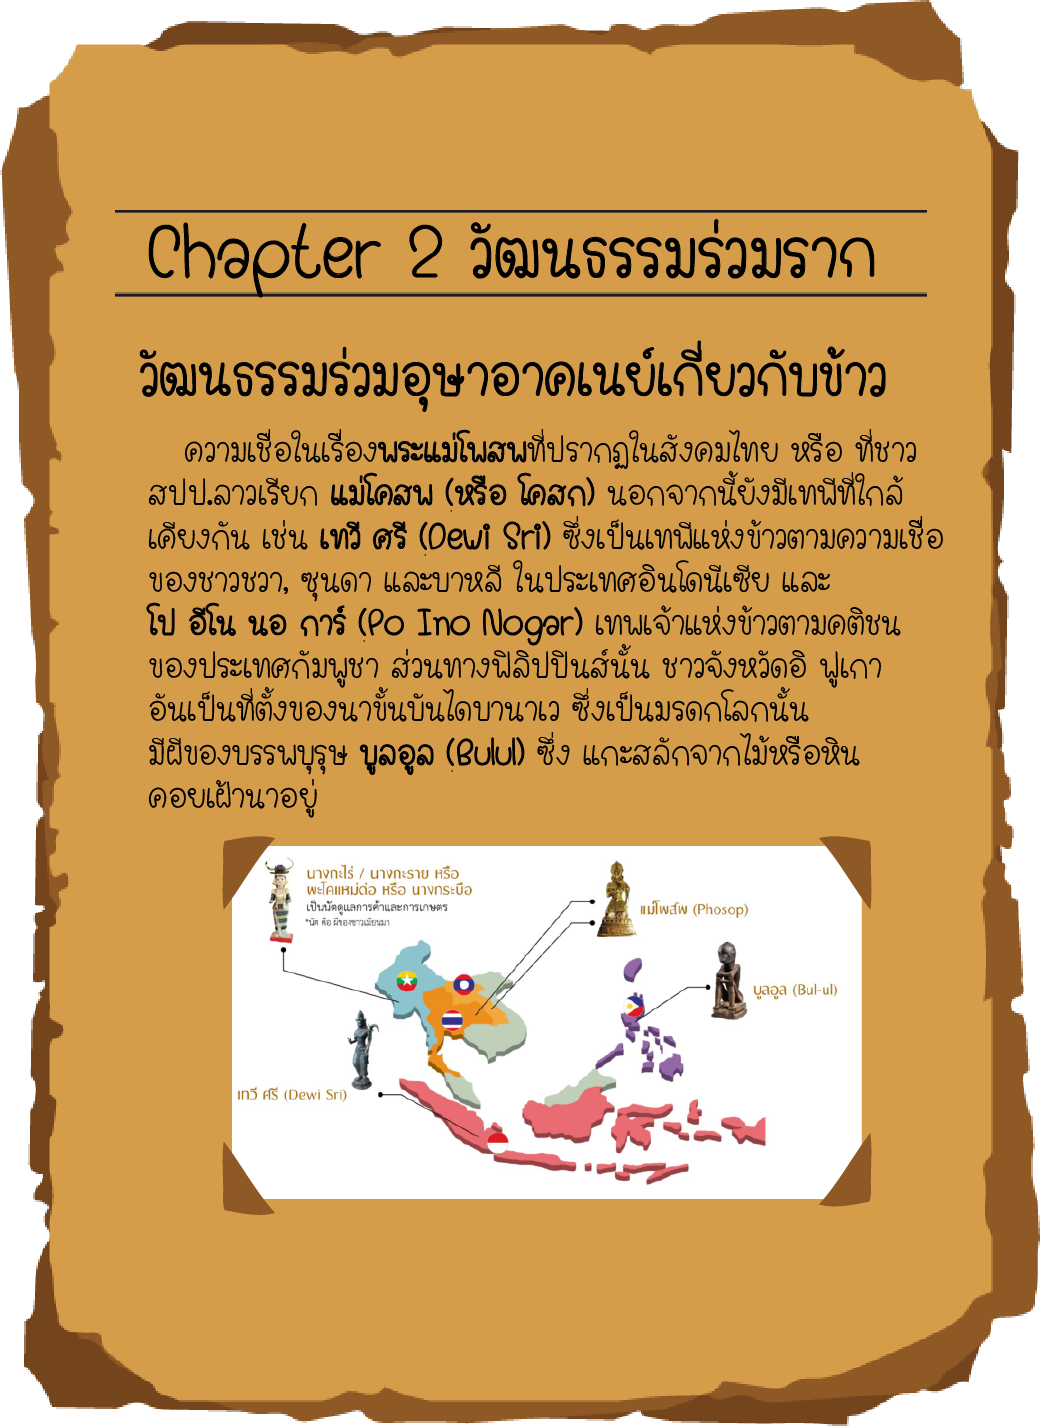 Chapter 2 วัฒนธรรมร่วมราก
วัฒนธรรมร่วมอุษาอาคเนย์เกี่ยวกับข้าว
ความเชื่อในเรื่องพระแม่โพสพที่ปรากฏในสังคมไทย หรือ ที่ชาว
สปป.ลาวเรียก แม่โคสพ (หรือ โคสก) นอกจากนี้ยังมีเทพีที่ใกล้
เคียงกัน เช่น เทวี ศรี (Dewi Sri) ซึ่งเป็นเทพีแห่งข้าวตามความเชื่อ
ของชาวชวา, ซุนดา และบาหลี ในประเทศอินโดนีเซีย และ
โป อีโน นอ การ์ (Po Ino Nogar) เทพเจ้าแห่งข้าวตามคติชน
ของประเทศกัมพูชา ส่วนทางฟิลิปปินส์นั้น ชาวจังหวัดอิ ฟูเกา
อันเป็นที่ตั้งของนาขั้นบันไดบานาเว ซึ่งเป็นมรดกโลกนั้น
มีผีของบรรพบุรุษ บูลอูล (Bulul) ซึ่ง แกะสลักจากไม้หรือหิน
คอยเฝ้านาอยู่
นางกะไร่ / นางกะราย หรือ
พะโคแหม่ด่อ หรือ นางกระบือ
เป็นนัตดูแลการค้าและการเกษตร
*นัต คือ ผีของชาวเมียนมา
แม่โพสพ (Phosop)
บูลอูล (Bul-ul)
เทวี ศรี (Dewi Sri)